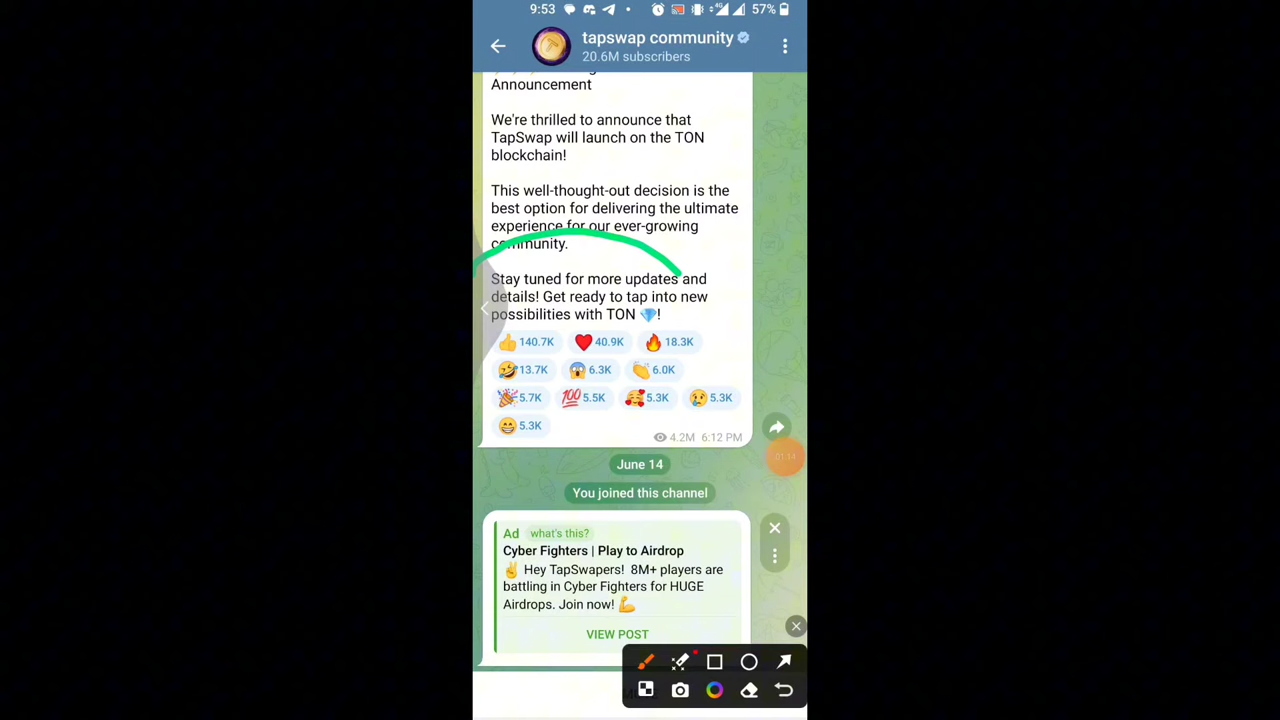 9:53
4G
57%
tapswap community
20.6M subscribers
Announcement
We're thrilled to announce that
TapSwap will launch on the TON
blockchain!
This well-thought-out decision is the
best option for delivering the ultimate
experience for our ever-growing
community.
Stay tuned for more updates and
details! Get ready to tap into new
possibilities with TON 💎!
👍 140.7K ❤️ 40.9K 🔥 18.3K
🤣 13.7K 😱 6.3K 👏 6.0K
🎉 5.7K 💯 5.5K 🥰 5.3K 😢 5.3K
😁 5.3K
4.2M 6:12 PM
01:14
June 14
You joined this channel
Ad what's this?
Cyber Fighters | Play to Airdrop
✌️ Hey TapSwapers! 8M+ players are
battling in Cyber Fighters for HUGE
Airdrops. Join now! 💪
VIEW POST